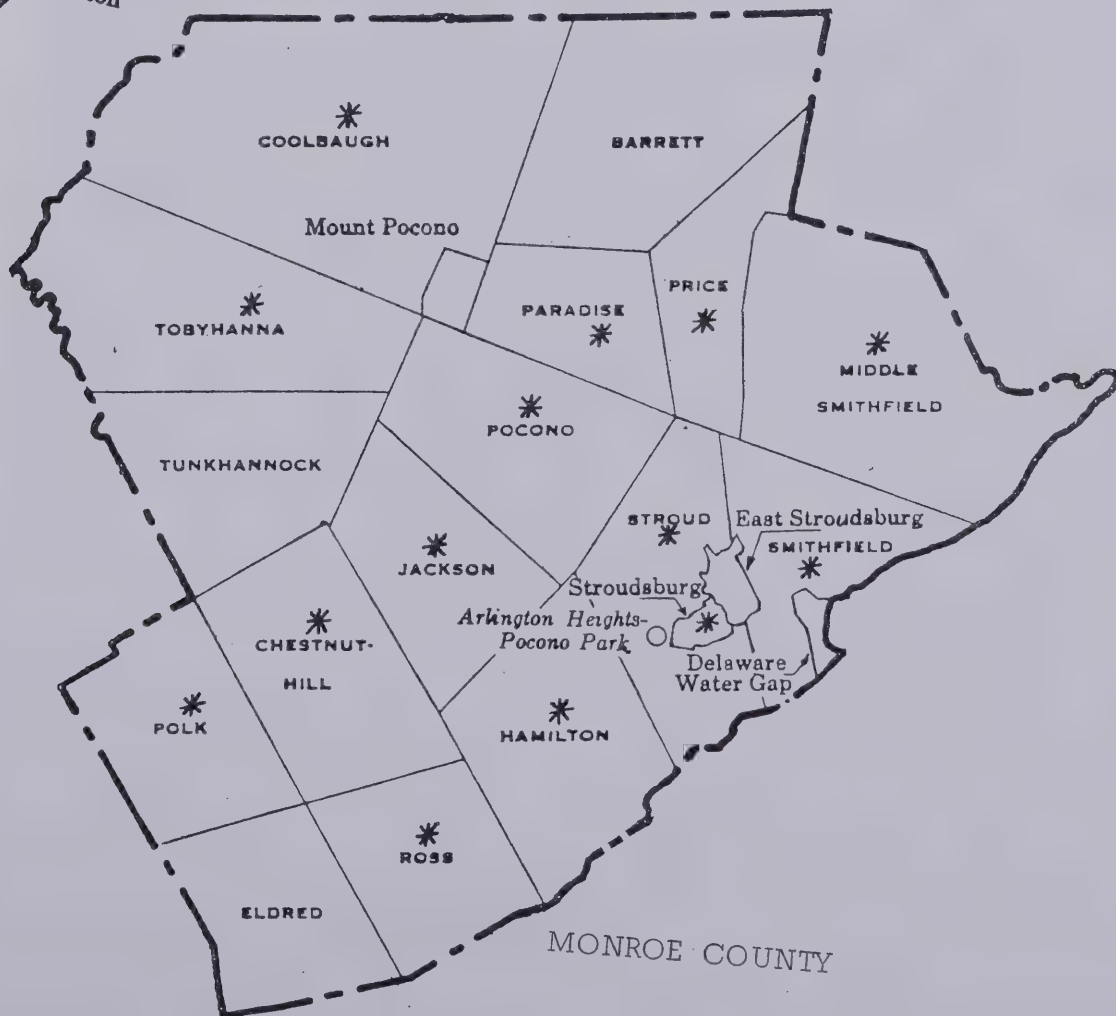 COOLBAUGH
BARRETT
Mount Pocono
PRICE
PARADISE
TOBYHANNA
MIDDLE
SMITHFIELD
POCONO
TUNKHANNOCK
STROUD
East Stroudsburg
SMITHFIELD
JACKSON
Stroudsburg
Arlington Heights-
Pocono Park
CHESTNUT-
HILL
Delaware
Water Gap
POLK
HAMILTON
ROSS
ELDRED
MONROE COUNTY